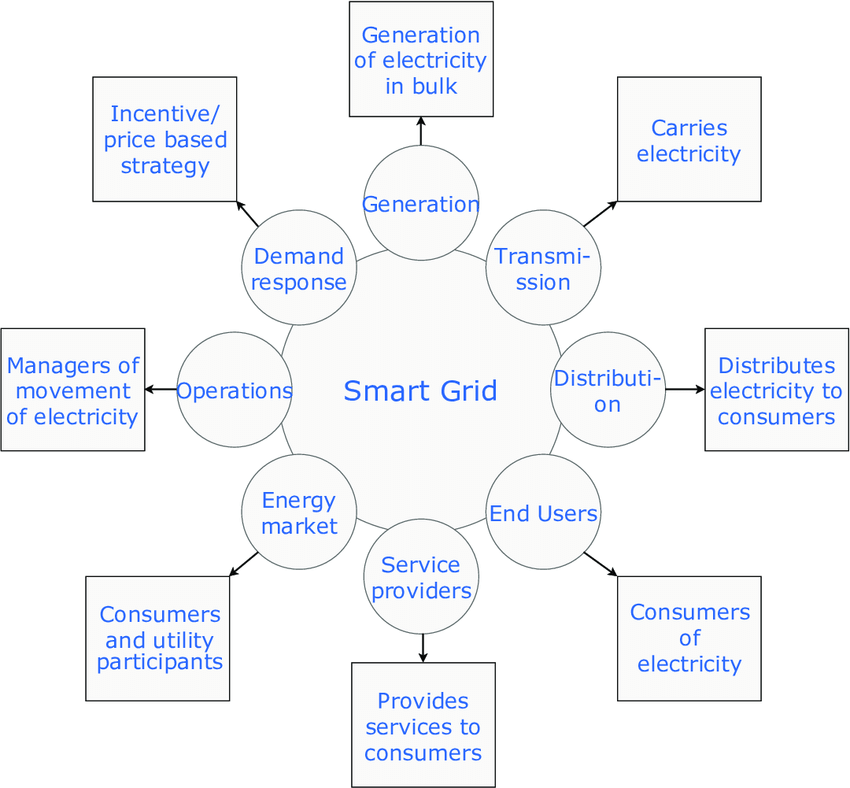 Generation
of electricity
in bulk
Incentive/
price based
strategy
Carries
electricity
Generation
Demand
response
Transmi-
ssion
Managers of
movement
of electricity
Operations
Smart Grid
Distributi-
on
Distributes
electricity to
consumers
Energy
market
End Users
Service
providers
Consumers
and utility
participants
Consumers
of
electricity
Provides
services to
consumers